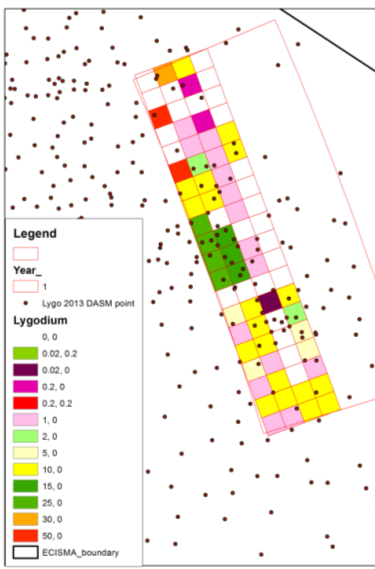 Legend
Year_
1
Lygo 2013 DASM point
Lygodium
0, 0
0.02, 0.2
0.02, 0
0.2, 0
0.2, 0.2
1, 0
2, 0
5, 0
10, 0
15, 0
25, 0
30, 0
50, 0
ECISMA_boundary